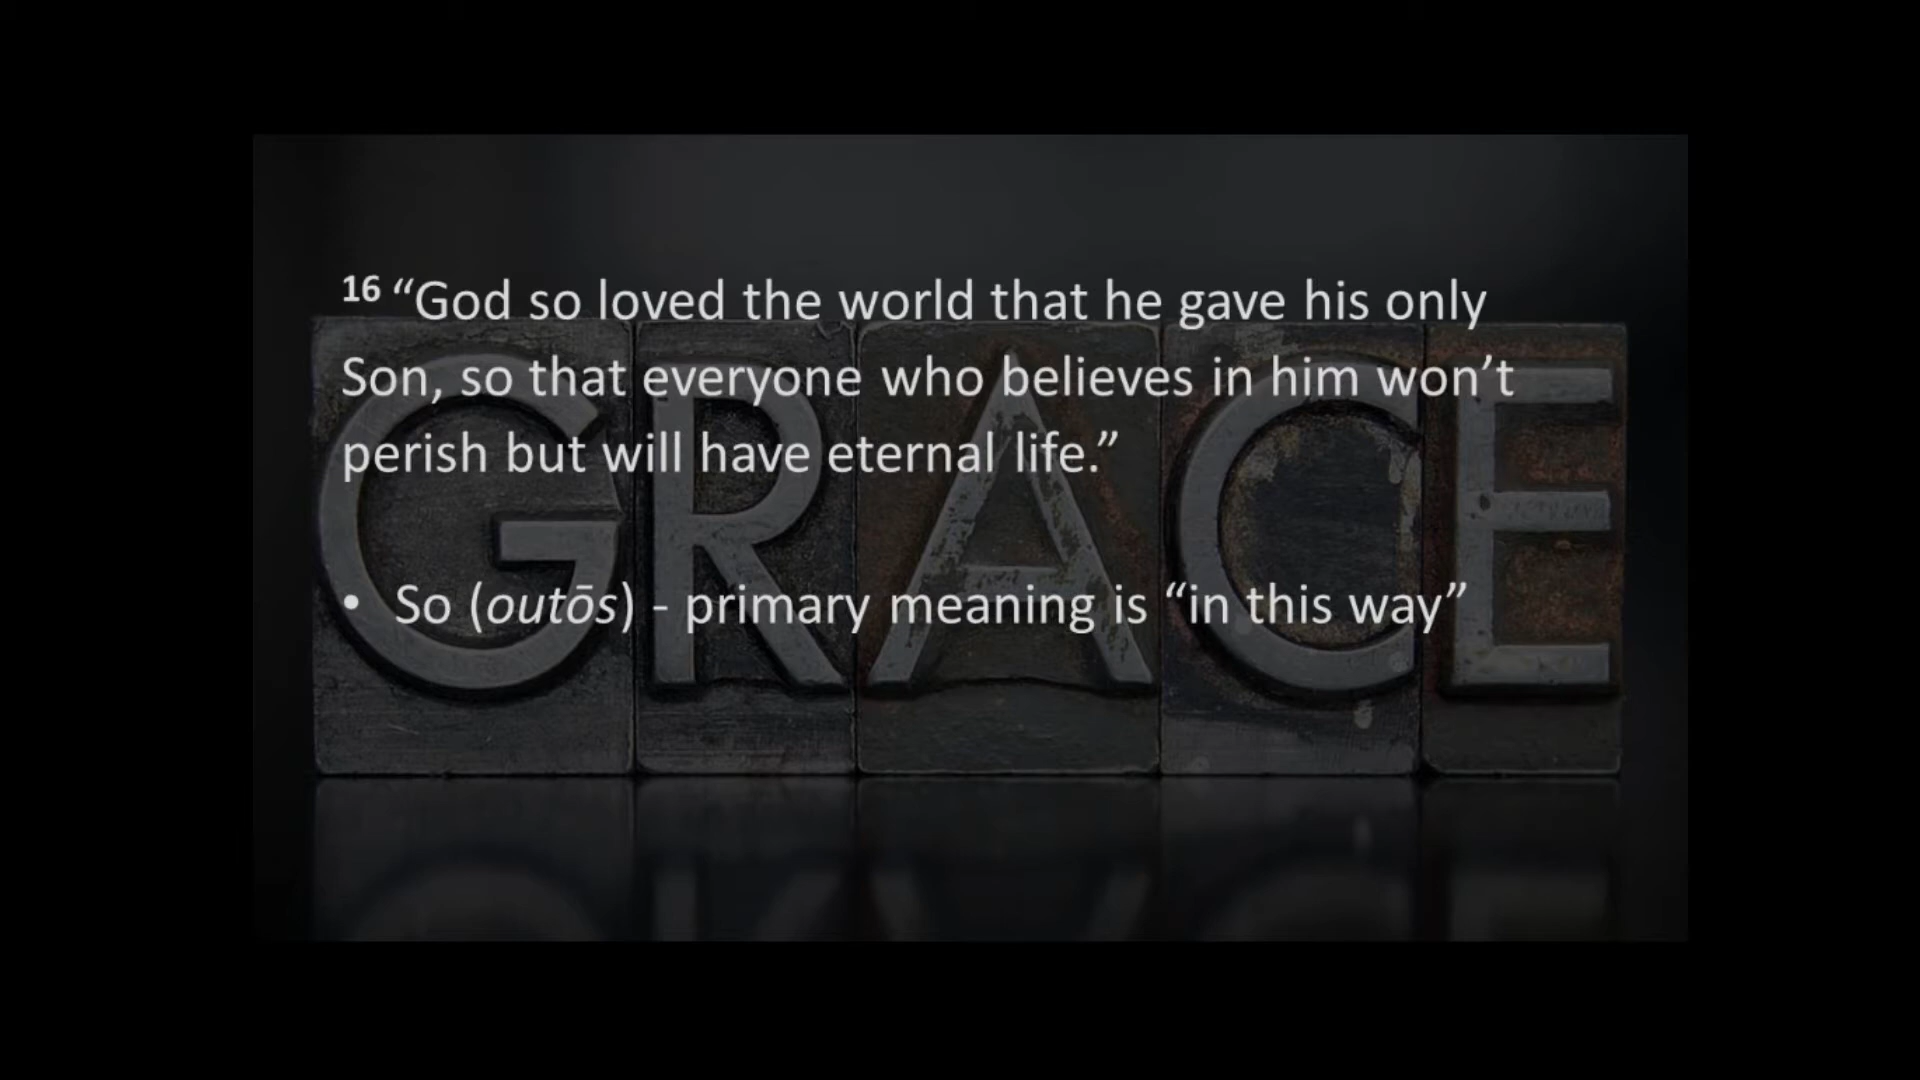 16 “God so loved the world that he gave his only
Son, so that everyone who believes in him won’t
perish but will have eternal life.”
GRACE
• So (outōs) - primary meaning is “in this way”